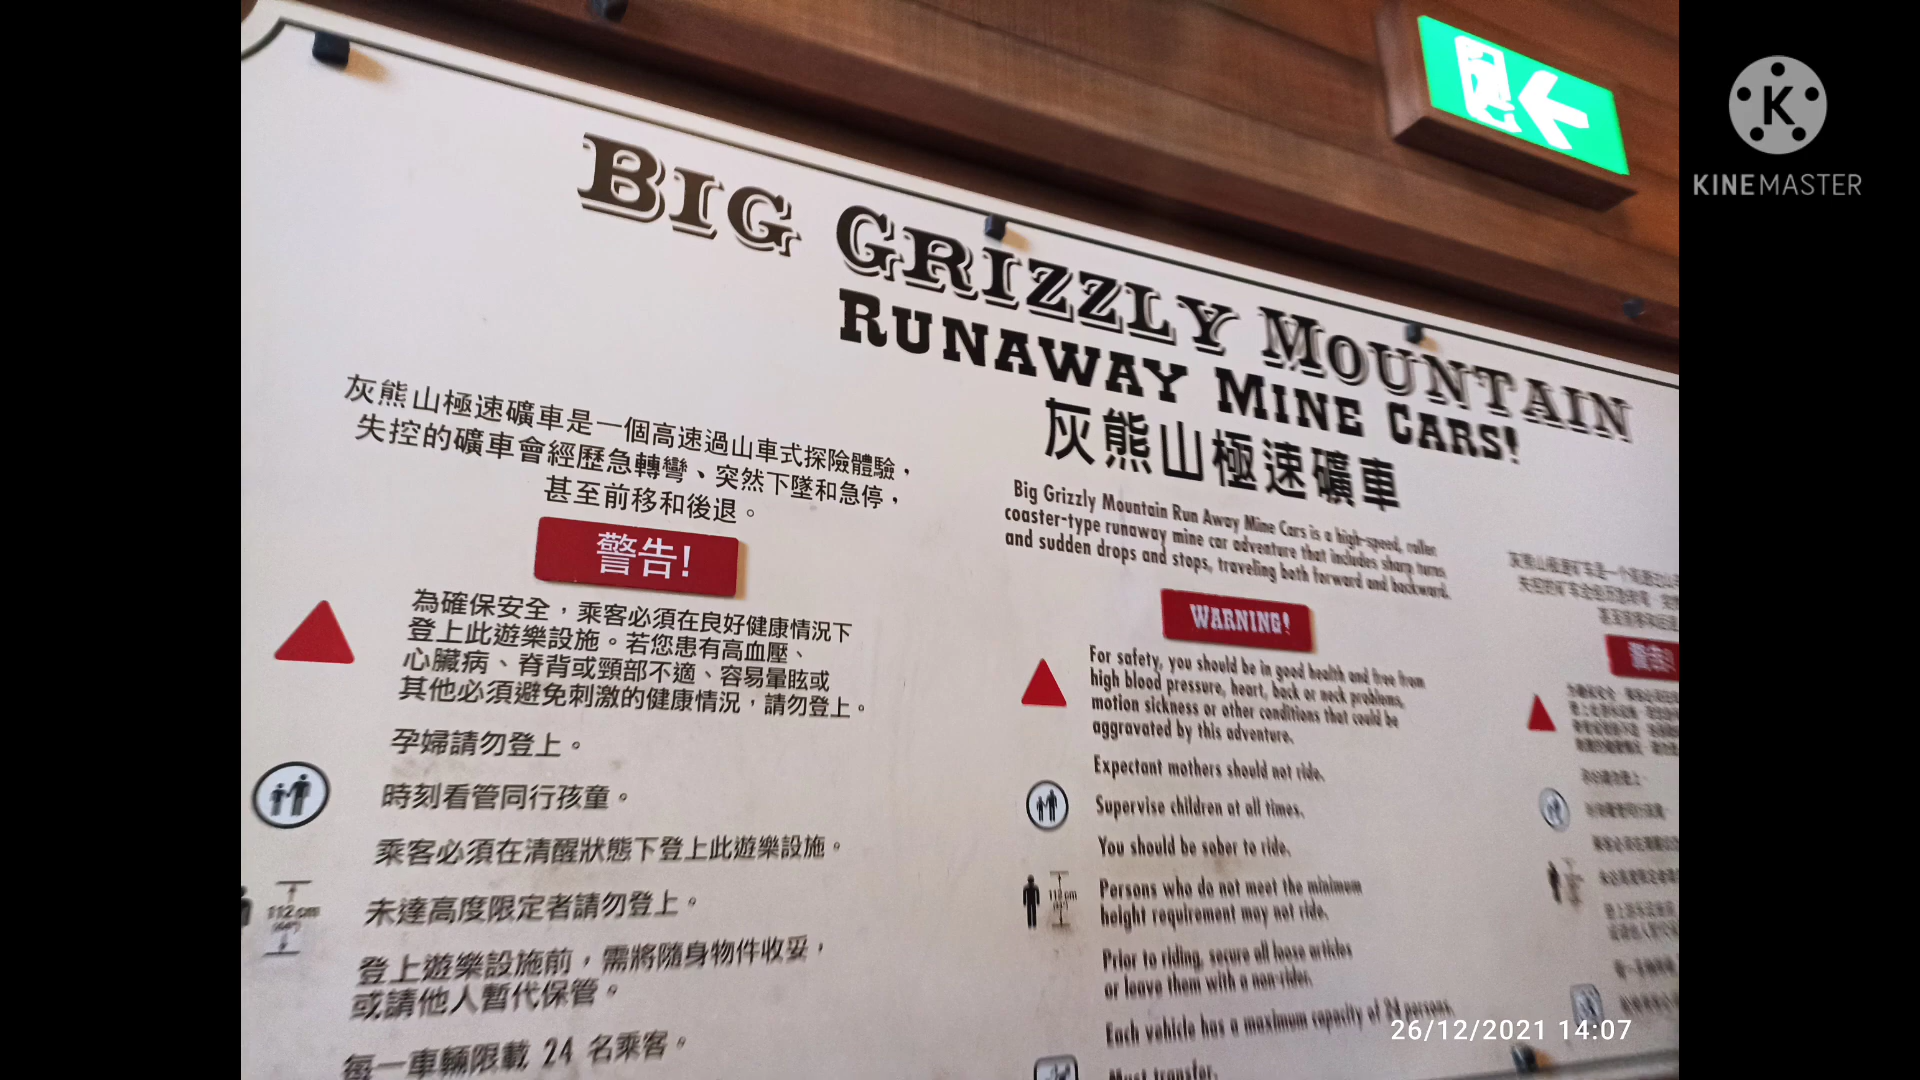 BIG GRIZZLY MOUNTAIN
RUNAWAY MINE CARS!
灰熊山極速礦車
灰熊山極速礦車是一個高速過山車式探險體驗，
失控的礦車會經歷急轉彎、突然下墜和急停，
甚至前移和後退。
警告!
為確保安全，乘客必須在良好健康情況下
登上此遊樂設施。若您患有高血壓、
心臟病、脊背或頸部不適、容易暈眩或
其他必須避免刺激的健康情況，請勿登上。
孕婦請勿登上。
時刻看管同行孩童。
乘客必須在清醒狀態下登上此遊樂設施。
112 cm
(44")
未達高度限定者請勿登上。
登上遊樂設施前，需將隨身物件收妥，
或請他人暫代保管。
每一車輛限載 24 名乘客。
Big Grizzly Mountain Run Away Mine Cars is a high-speed, roller
coaster-type runaway mine car adventure that includes sharp turns
and sudden drops and stops, traveling both forward and backward.
WARNING!
For safety, you should be in good health and free from
high blood pressure, heart, back or neck problems,
motion sickness or other conditions that could be
aggravated by this adventure.
Expectant mothers should not ride.
Supervise children at all times.
You should be sober to ride.
112 cm
(44")
Persons who do not meet the minimum
height requirement may not ride.
Prior to riding, secure all loose articles
or leave them with a non-rider.
Each vehicle has a maximum capacity of 24 persons.
Must transfer.
警告!
26/12/2021 14:07
K
KINEMASTER